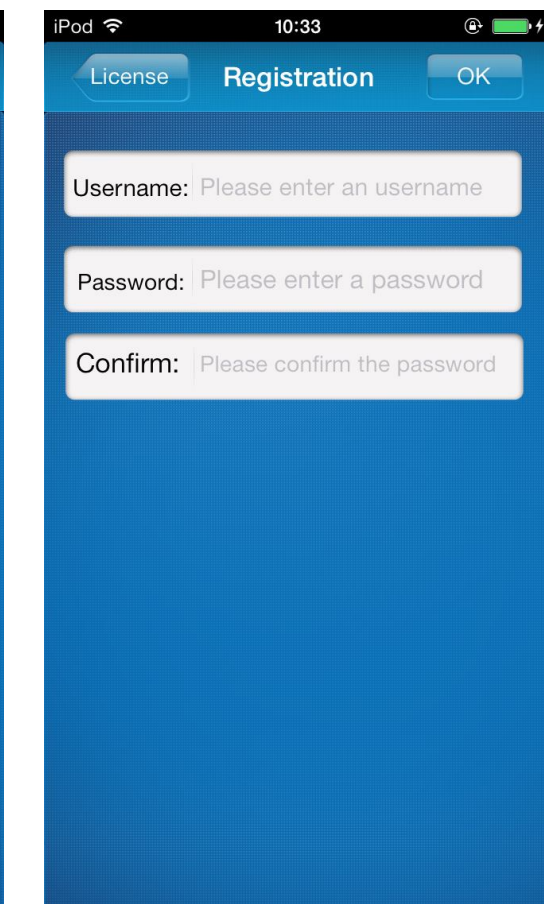 iPod 10:33
License Registration OK
Username: Please enter an username
Password: Please enter a password
Confirm: Please confirm the password